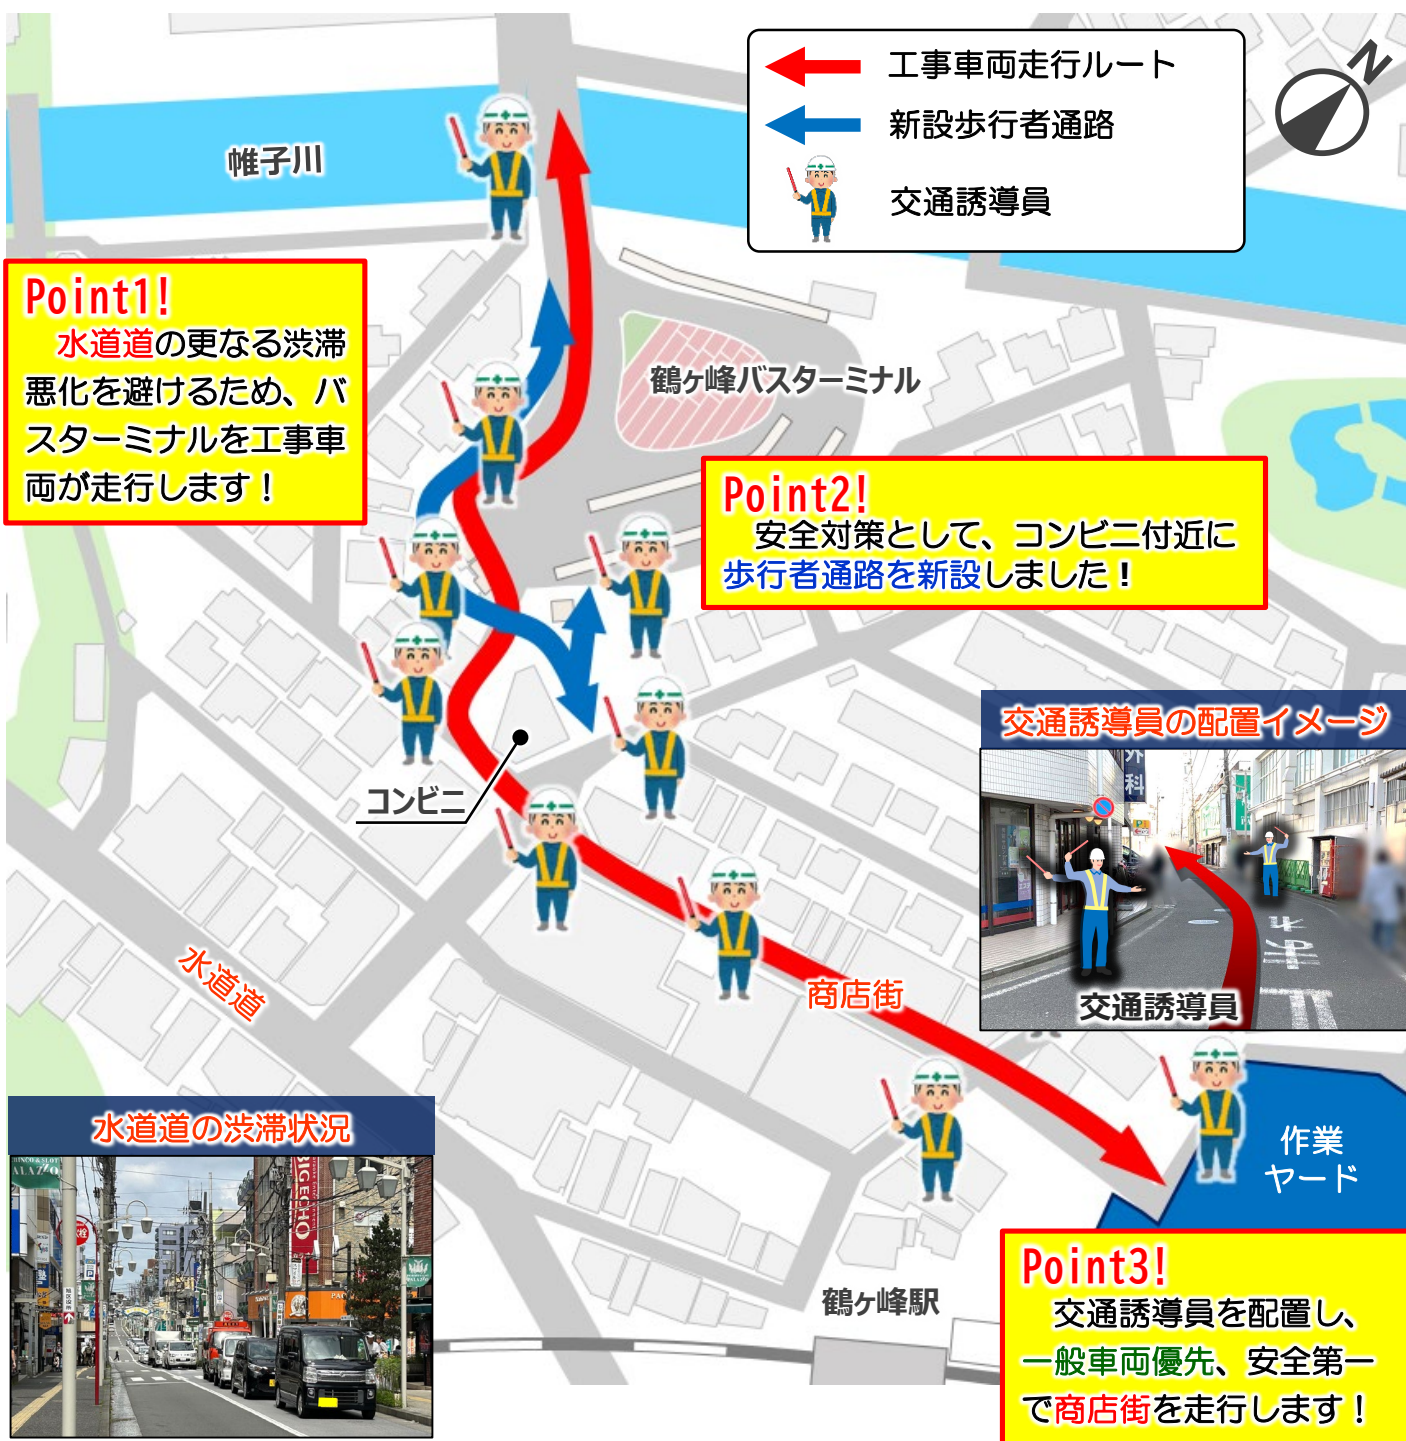 工事車両走行ルート
新設歩行者通路
交通誘導員
N
帷子川
Point1!
水道道の更なる渋滞
悪化を避けるため、バ
スターミナルを工事車
両が走行します！
鶴ヶ峰バスターミナル
Point2!
安全対策として、コンビニ付近に
歩行者通路を新設しました！
コンビニ
交通誘導員の配置イメージ
外
科
交通誘導員
水道道
商店街
水道道の渋滞状況
ALAZZO
BIG ECHO
作業
ヤード
鶴ヶ峰駅
Point3!
交通誘導員を配置し、
一般車両優先、安全第一
で商店街を走行します！